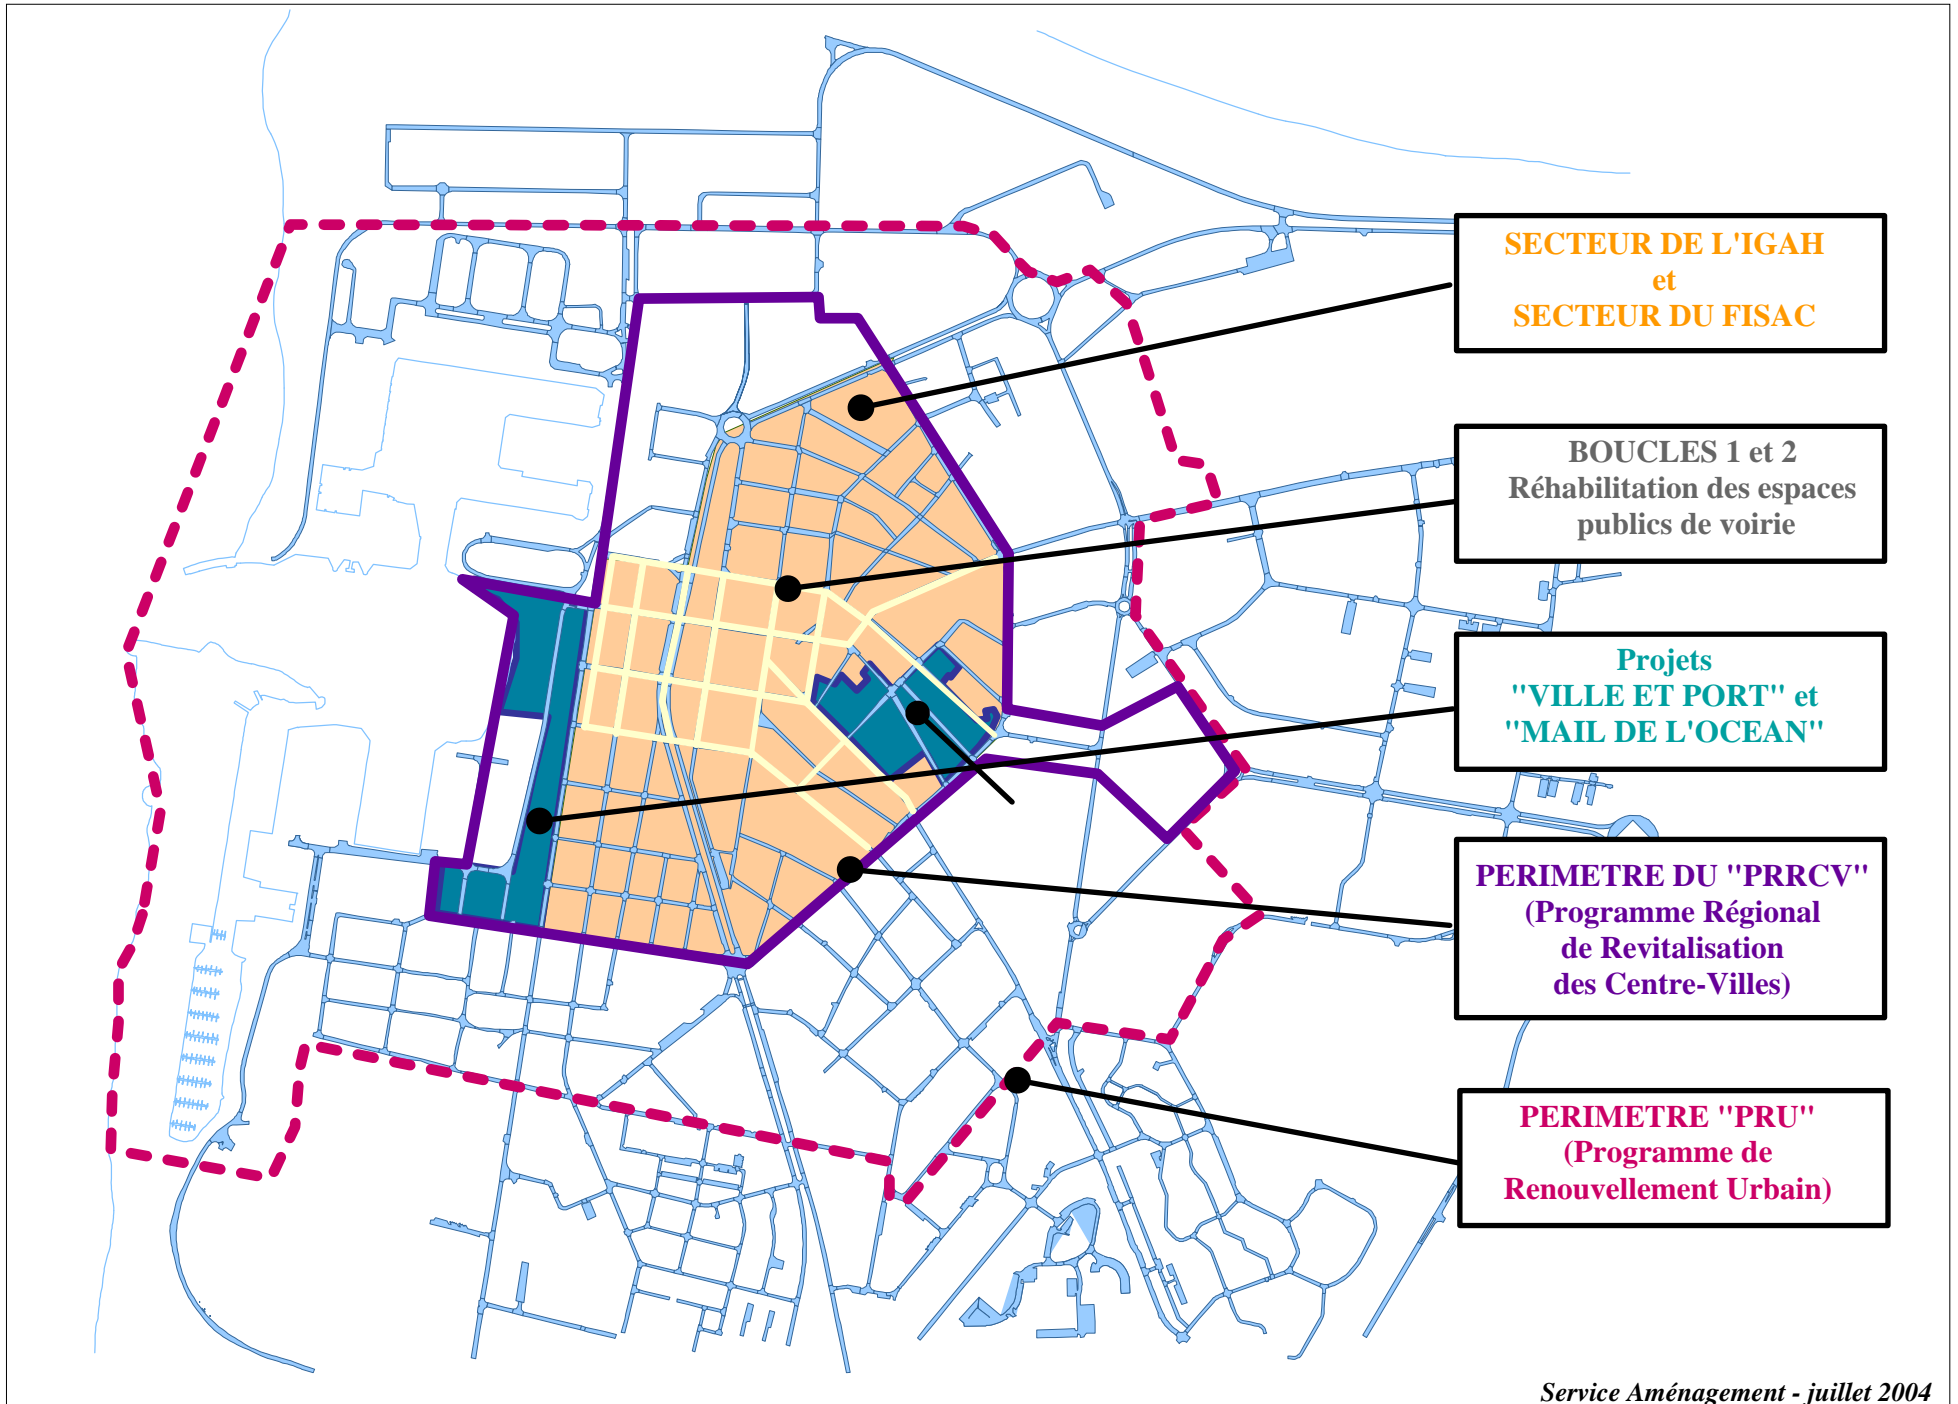 SECTEUR DE L'IGAH
et
SECTEUR DU FISAC
BOUCLES 1 et 2
Réhabilitation des espaces
publics de voirie
Projets
"VILLE ET PORT" et
"MAIL DE L'OCEAN"
PERIMETRE DU "PRRCV"
(Programme Régional
de Revitalisation
des Centre-Villes)
PERIMETRE "PRU"
(Programme de
Renouvellement Urbain)
Service Aménagement - juillet 2004